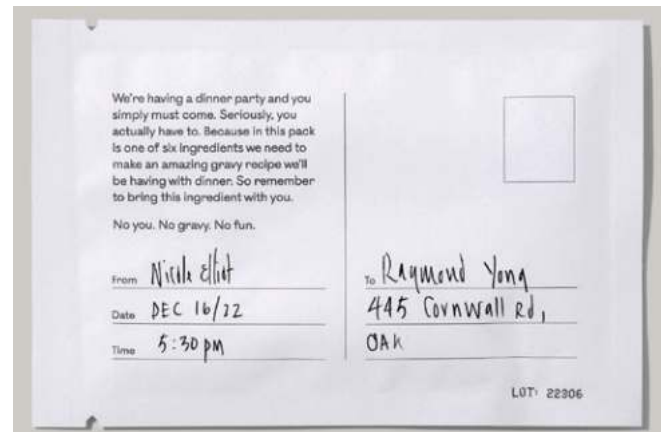 We're having a dinner party and you
simply must come. Seriously, you
actually have to. Because in this pack
is one of six ingredients we need to
make an amazing gravy recipe we'll
be having with dinner. So remember
to bring this ingredient with you.
No you. No gravy. No fun.
From Nicole Elliot
Date DEC 16/22
Time 5:30 PM
To Raymond Yong
445 Cornwall Rd,
OAK
LOT: 22306